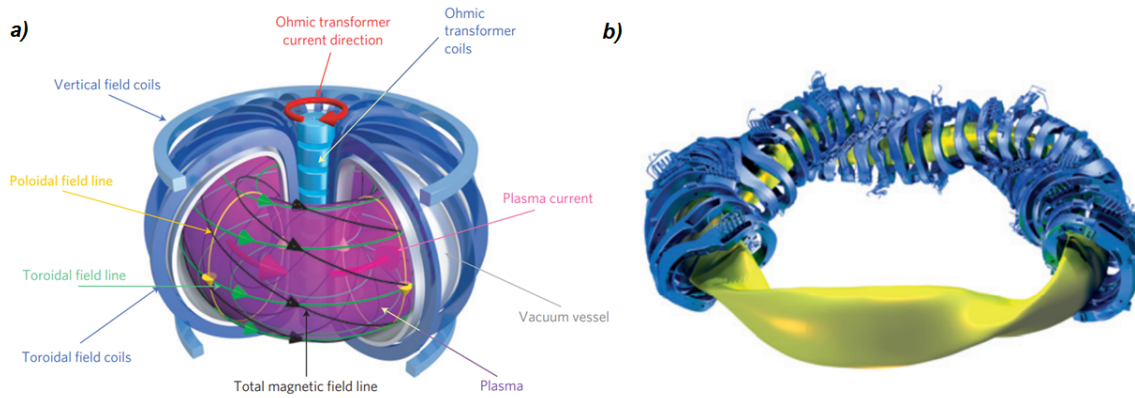 a)
Ohmic transformer
current direction
Ohmic
transformer
coils
b)
Vertical field coils
Poloidal field line
Plasma current
Toroidal field line
Vacuum vessel
Toroidal field coils
Total magnetic field line
Plasma